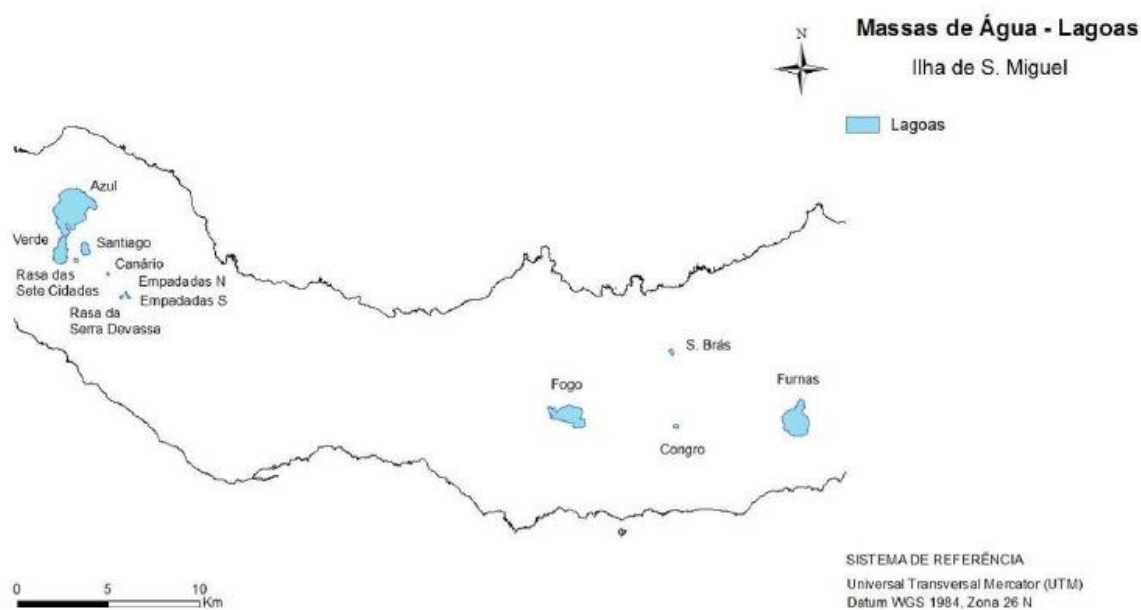 Massas de Água - Lagoas
Ilha de S. Miguel
N
Lagoas
Azul
Verde
Santiago
Rasa das
Sete Cidades
Canário
Empadadas N
Empadadas S
Rasa da
Serra Devassa
S. Brás
Fogo
Furnas
Congro
SISTEMA DE REFERÊNCIA
Universal Transversal Mercator (UTM)
Datum WGS 1984, Zona 26 N
0 5 10
Km